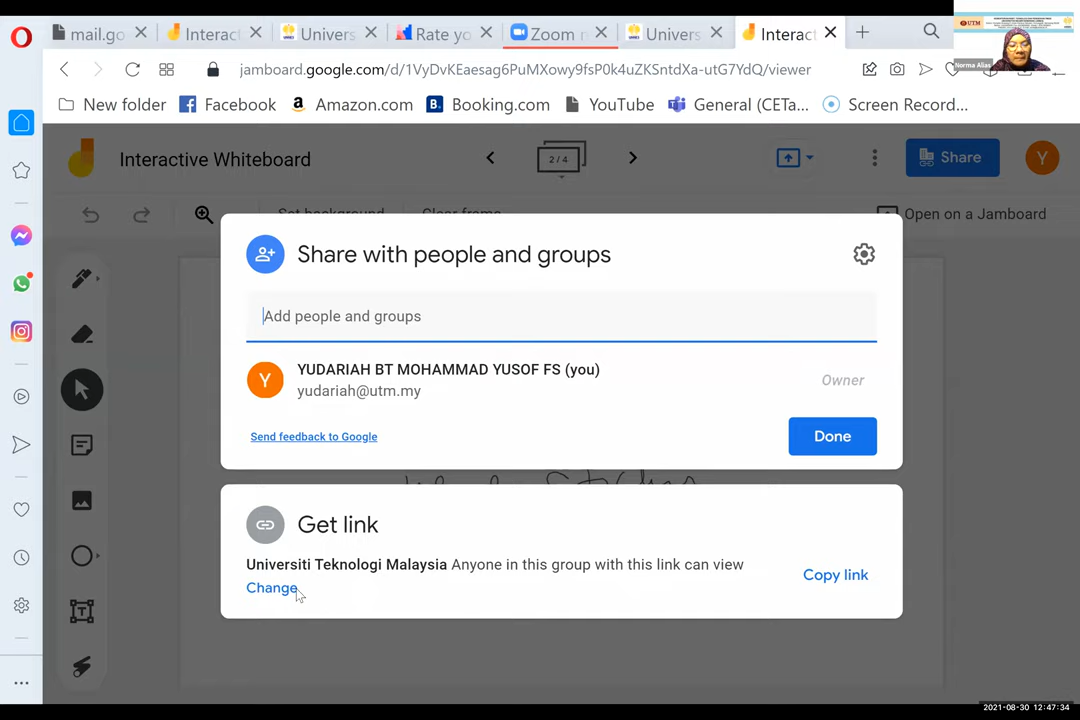 mail.go
Interact
Univers
Rate yo
Zoom
Univers
Interact
UTM
Norma Alias
jamboard.google.com/d/1VyDvKEaesag6PuMXowy9fsP0k4uZKSntdXa-utG7YdQ/viewer
New folder
Facebook
Amazon.com
Booking.com
YouTube
General (CETa...
Screen Record...
Interactive Whiteboard
2/4
Share
Y
Set background
Clear frame
Open on a Jamboard
Share with people and groups
Add people and groups
Y
YUDARIAH BT MOHAMMAD YUSOF FS (you)
yudariah@utm.my
Owner
Send feedback to Google
Done
Get link
Universiti Teknologi Malaysia Anyone in this group with this link can view
Change
Copy link
2021-08-30 12:47:34